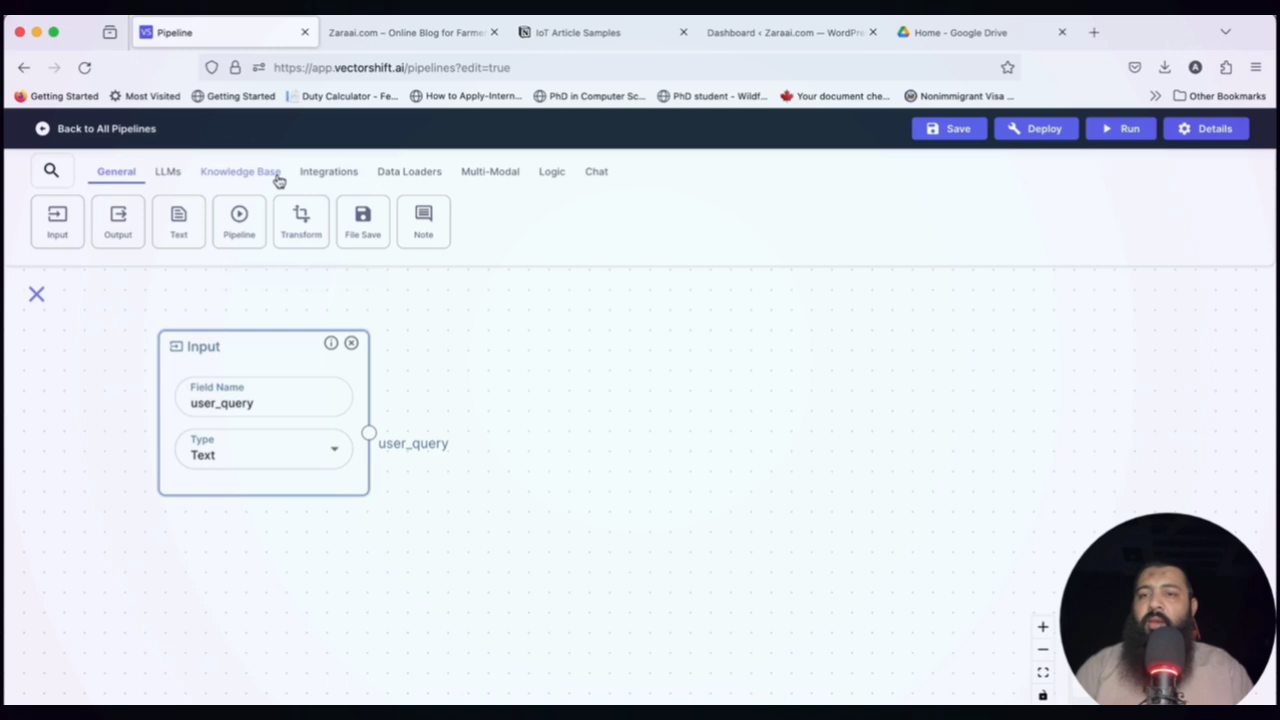 VS Pipeline
Zaraai.com – Online Blog for Farmer
IoT Article Samples
Dashboard ‹ Zaraai.com — WordPre
Home - Google Drive
https://app.vectorshift.ai/pipelines?edit=true
Getting Started
Most Visited
Getting Started
Duty Calculator - Fe...
How to Apply-Intern...
PhD in Computer Sc...
PhD student - Wildf...
Your document che...
Nonimmigrant Visa ...
Other Bookmarks
Back to All Pipelines
Save
Deploy
Run
Details
General
LLMs
Knowledge Base
Integrations
Data Loaders
Multi-Modal
Logic
Chat
Input
Output
Text
Pipeline
Transform
File Save
Note
Input
Field Name
user_query
Type
Text
user_query